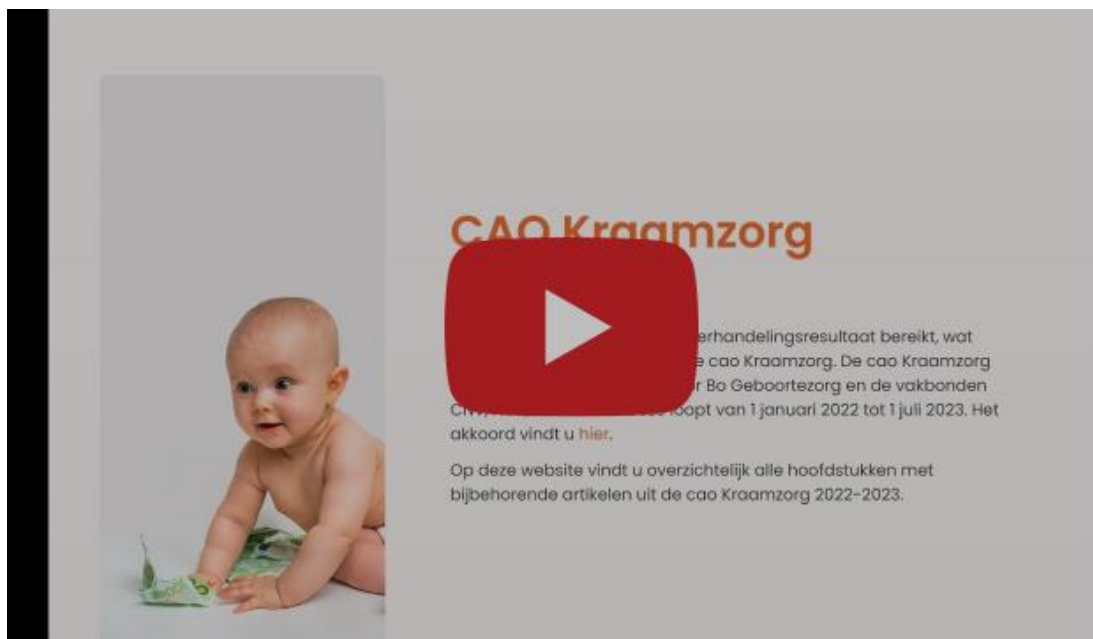 CAO Kraamzorg
erhandelingsresultaat bereikt, wat
cao Kraamzorg. De cao Kraamzorg
Bo Geboortezorg en de vakbonden
loopt van 1 januari 2022 tot 1 juli 2023. Het
akkoord vindt u hier.
Op deze website vindt u overzichtelijk alle hoofdstukken met
bijbehorende artikelen uit de cao Kraamzorg 2022-2023.